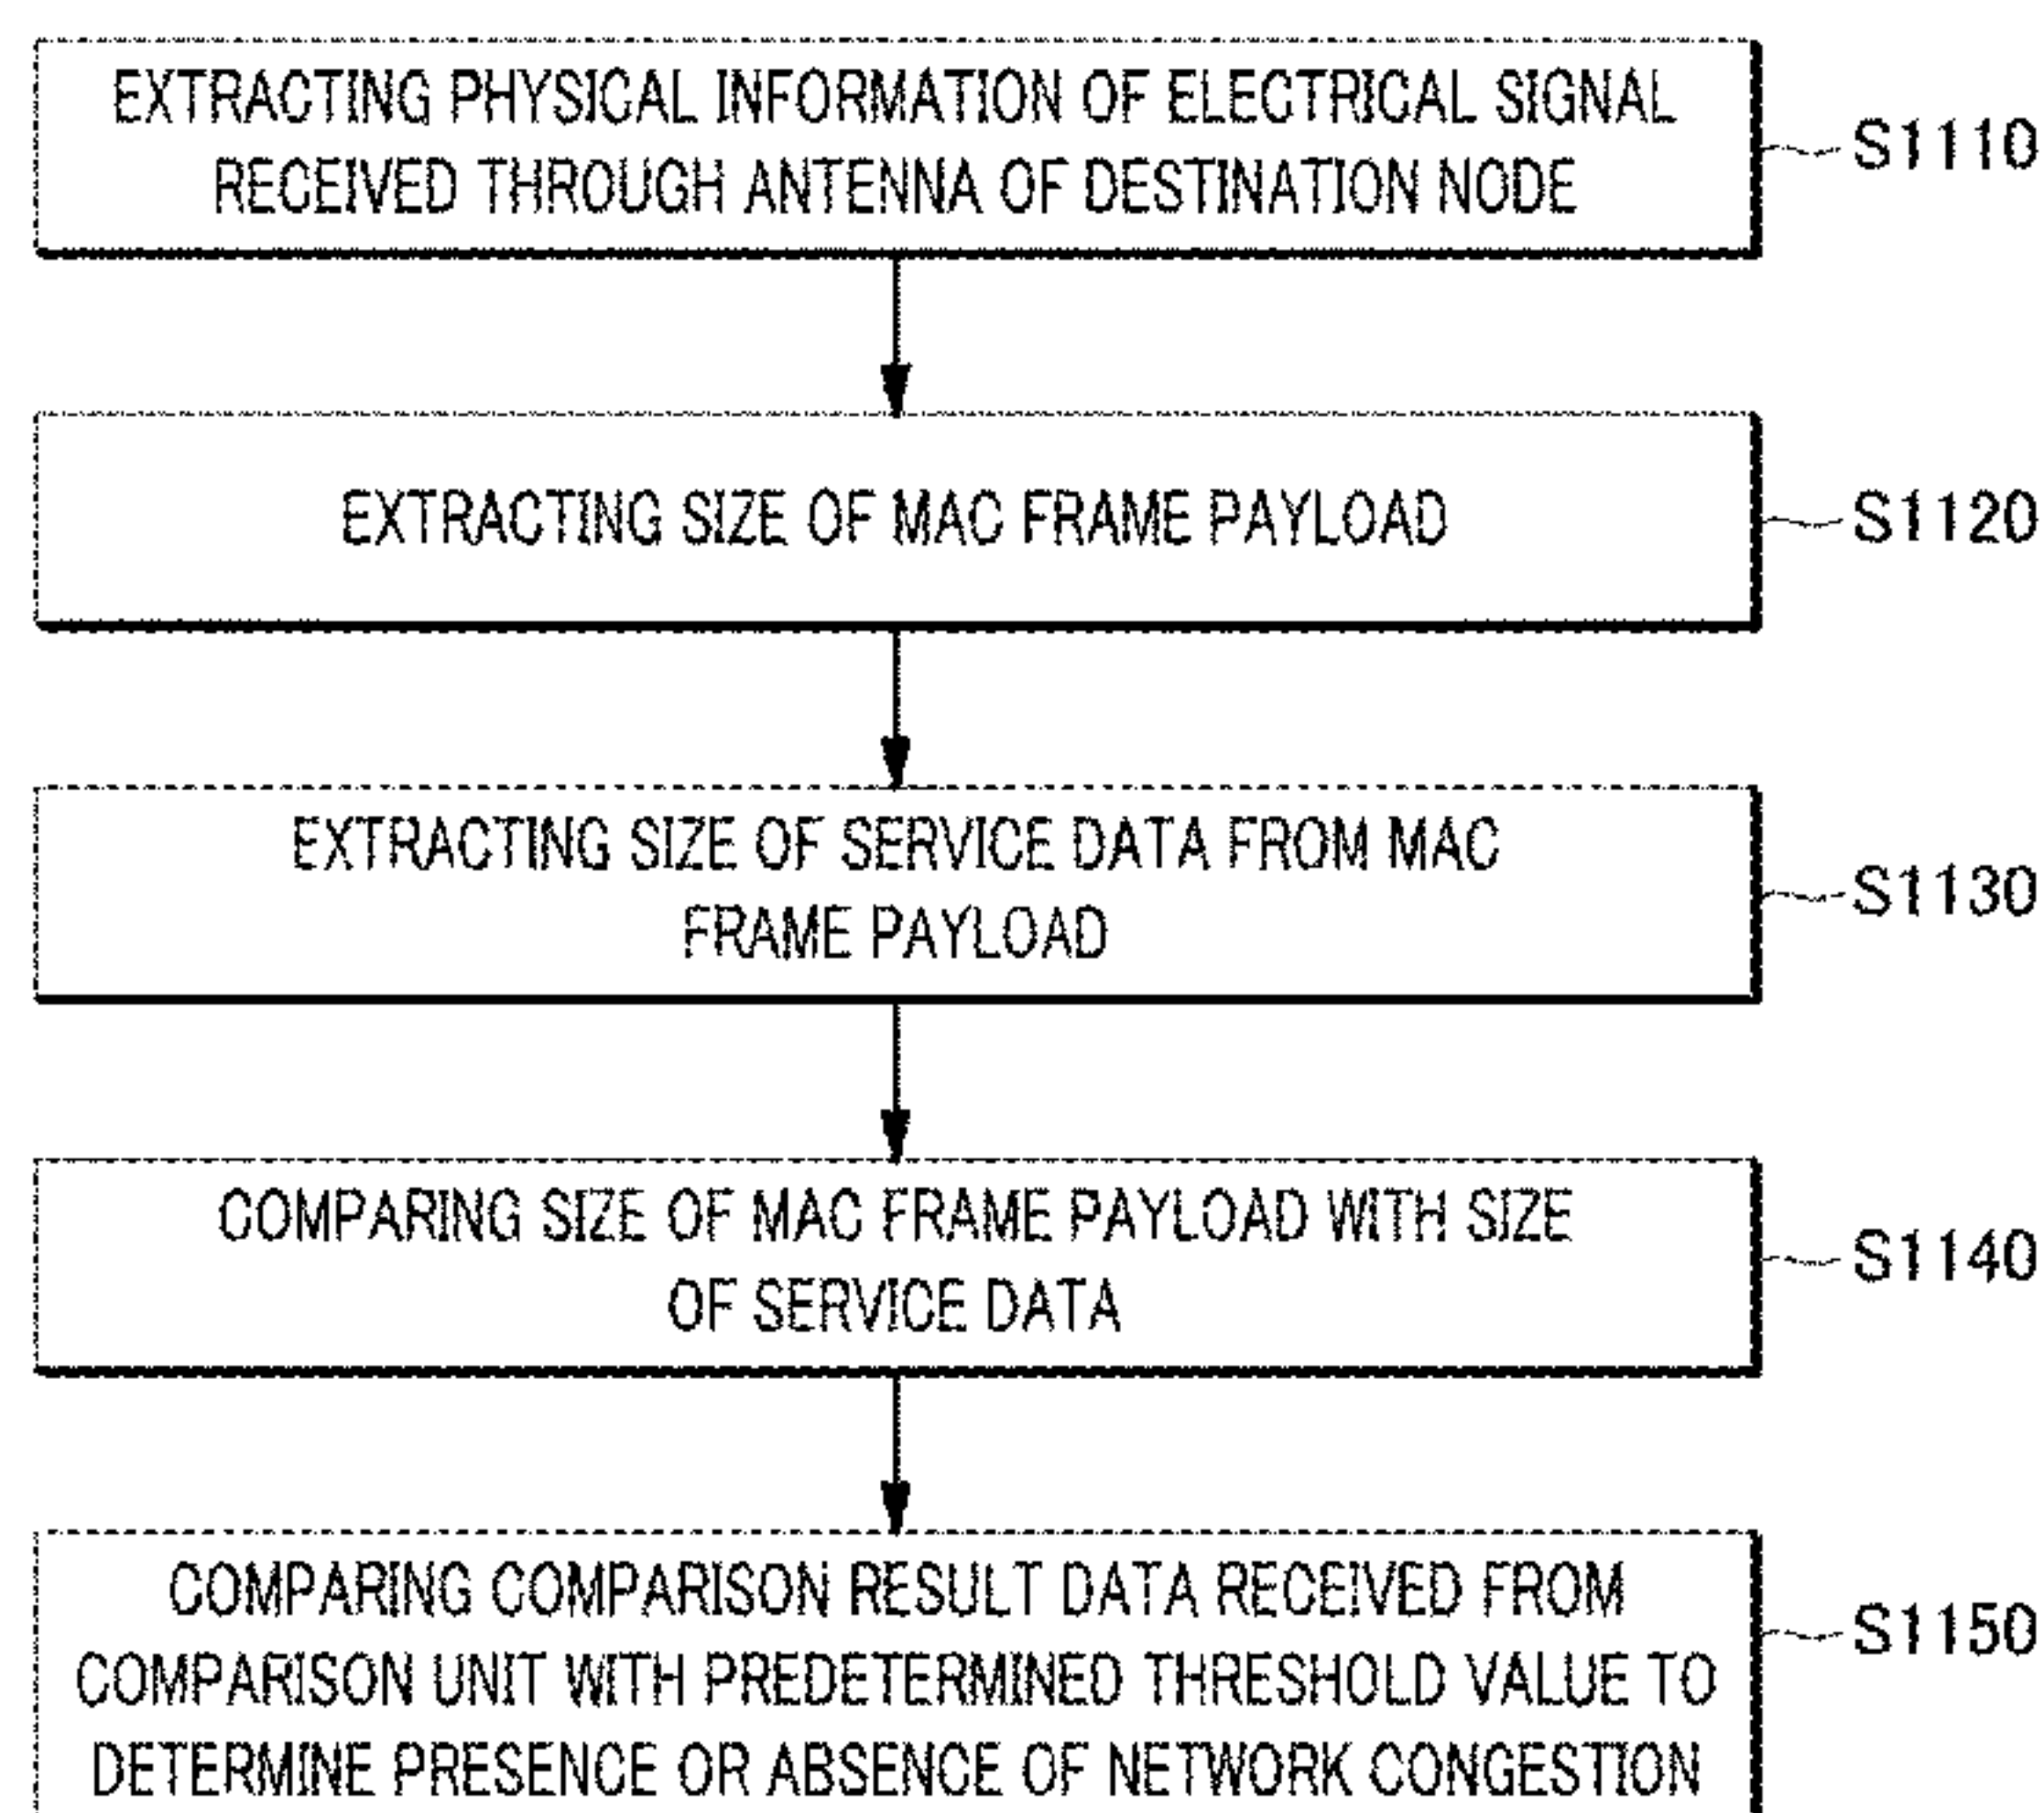 EXTRACTING PHYSICAL INFORMATION OF ELECTRICAL SIGNAL
RECEIVED THROUGH ANTENNA OF DESTINATION NODE
S1110
EXTRACTING SIZE OF MAC FRAME PAYLOAD
S1120
EXTRACTING SIZE OF SERVICE DATA FROM MAC
FRAME PAYLOAD
S1130
COMPARING SIZE OF MAC FRAME PAYLOAD WITH SIZE
OF SERVICE DATA
S1140
COMPARING COMPARISON RESULT DATA RECEIVED FROM
COMPARISON UNIT WITH PREDETERMINED THRESHOLD VALUE TO
DETERMINE PRESENCE OR ABSENCE OF NETWORK CONGESTION
S1150